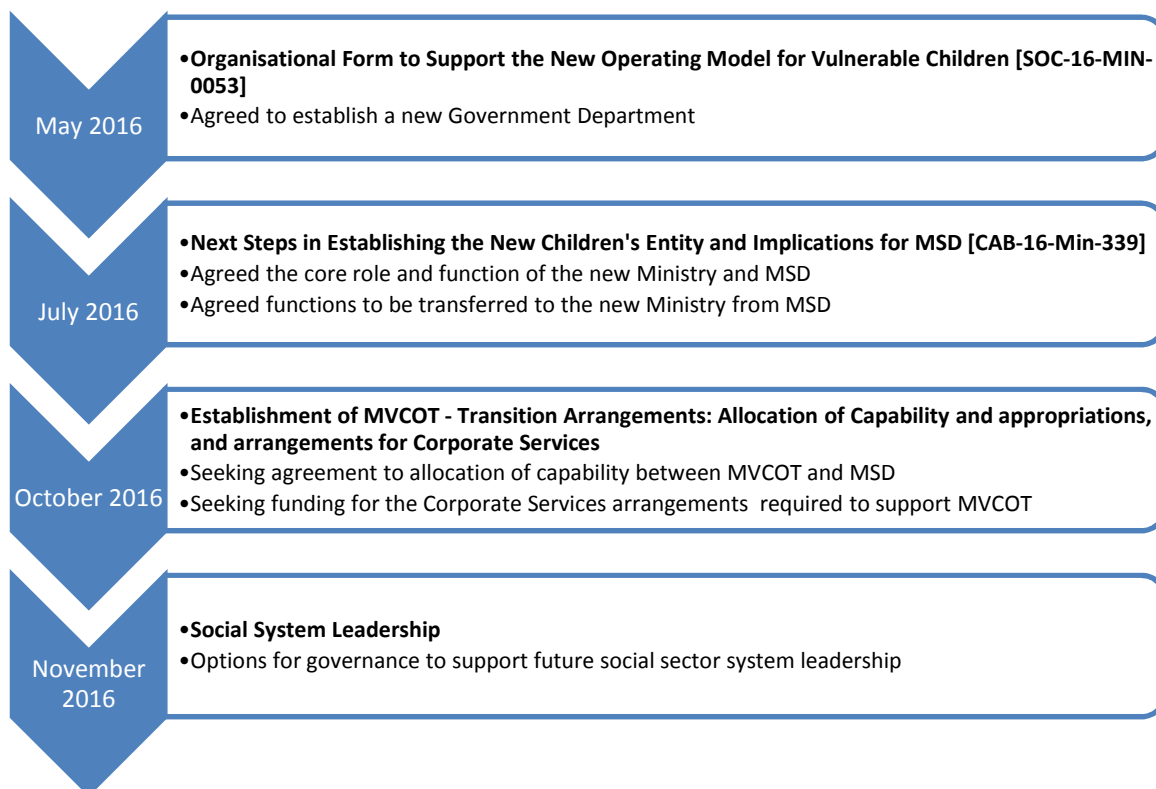 May 2016
•Organisational Form to Support the New Operating Model for Vulnerable Children [SOC-16-MIN-
0053]
•Agreed to establish a new Government Department
July 2016
•Next Steps in Establishing the New Children's Entity and Implications for MSD [CAB-16-Min-339]
•Agreed the core role and function of the new Ministry and MSD
•Agreed functions to be transferred to the new Ministry from MSD
October 2016
•Establishment of MVCOT - Transition Arrangements: Allocation of Capability and appropriations,
and arrangements for Corporate Services
•Seeking agreement to allocation of capability between MVCOT and MSD
•Seeking funding for the Corporate Services arrangements required to support MVCOT
November
2016
•Social System Leadership
•Options for governance to support future social sector system leadership